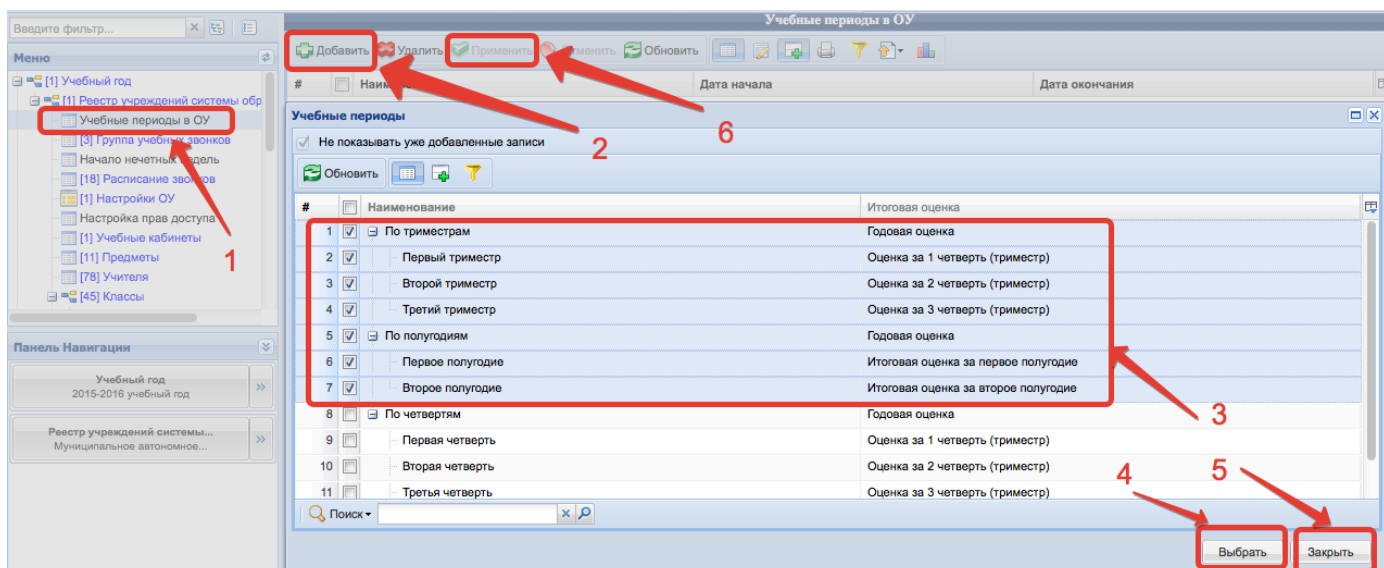 Введите фильтр...
Меню
[1] Учебный год
[1] Реестр учреждений системы обр
Учебные периоды в ОУ
[3] Группа учебных звонков
Начало нечетных недель
[18] Расписание звонков
[1] Настройки ОУ
Настройка прав доступа
[1] Учебные кабинеты
[11] Предметы
[78] Учителя
[45] Классы
1
Панель Навигации
Учебный год
2015-2016 учебный год
»
Реестр учреждений системы...
Муниципальное автономное...
»
Учебные периоды в ОУ
Добавить Удалить Применить Обновить
# Дата начала Дата окончания
2
6
Учебные периоды
Не показывать уже добавленные записи
Обновить
# Наименование Итоговая оценка
1 По триместрам Годовая оценка
2 Первый триместр Оценка за 1 четверть (триместр)
3 Второй триместр Оценка за 2 четверть (триместр)
4 Третий триместр Оценка за 3 четверть (триместр)
5 По полугодиям Годовая оценка
6 Первое полугодие Итоговая оценка за первое полугодие
7 Второе полугодие Итоговая оценка за второе полугодие
8 По четвертям Годовая оценка
9 Первая четверть Оценка за 1 четверть (триместр)
10 Вторая четверть Оценка за 2 четверть (триместр)
11 Третья четверть Оценка за 3 четверть (триместр)
3
4
5
Поиск
Выбрать Закрыть